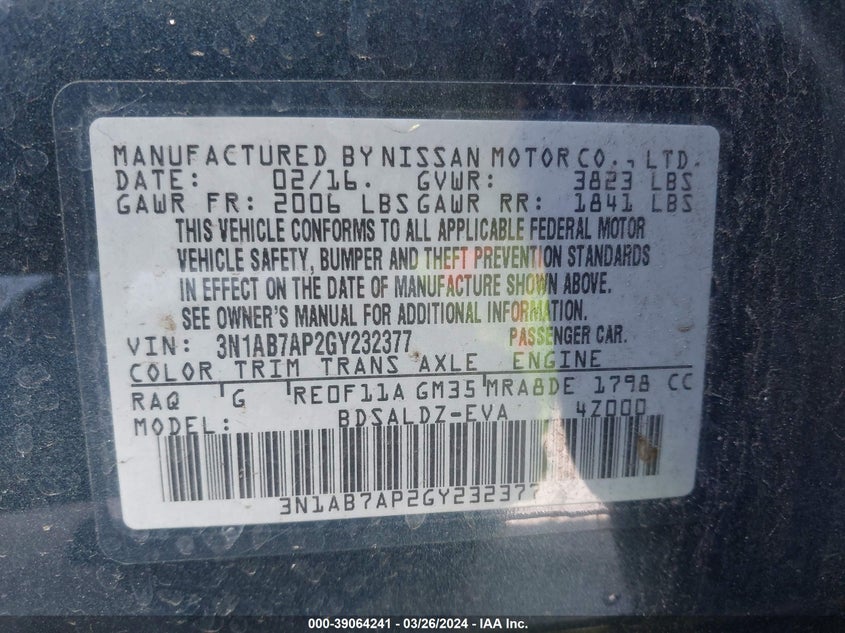 MANUFACTURED BY NISSAN MOTOR CO., LTD.
DATE: 02/16. GVWR: 3823 LBS
GAWR FR: 2006 LBS GAWR RR: 1841 LBS
THIS VEHICLE CONFORMS TO ALL APPLICABLE FEDERAL MOTOR
VEHICLE SAFETY, BUMPER AND THEFT PREVENTION STANDARDS
IN EFFECT ON THE DATE OF MANUFACTURE SHOWN ABOVE.
SEE OWNER'S MANUAL FOR ADDITIONAL INFORMATION.
VIN: 3N1AB7AP2GY232377 PASSENGER CAR.
COLOR TRIM TRANS AXLE ENGINE
RAQ G RE0F11A GM35 MRA8DE 1798 CC
MODEL: BDSALDZ-EVA 4Z000
3N1AB7AP2GY232377
000-39064241 - 03/26/2024 - IAA Inc.